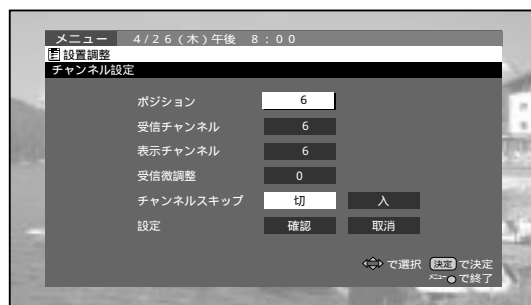 メニュー 4/26(木)午後 8:00
設置調整
チャンネル設定
ポジション 6
受信チャンネル 6
表示チャンネル 6
受信微調整 0
チャンネルスキップ 切 入
設定 確認 取消
で選択 決定 で決定
メニュー で終了